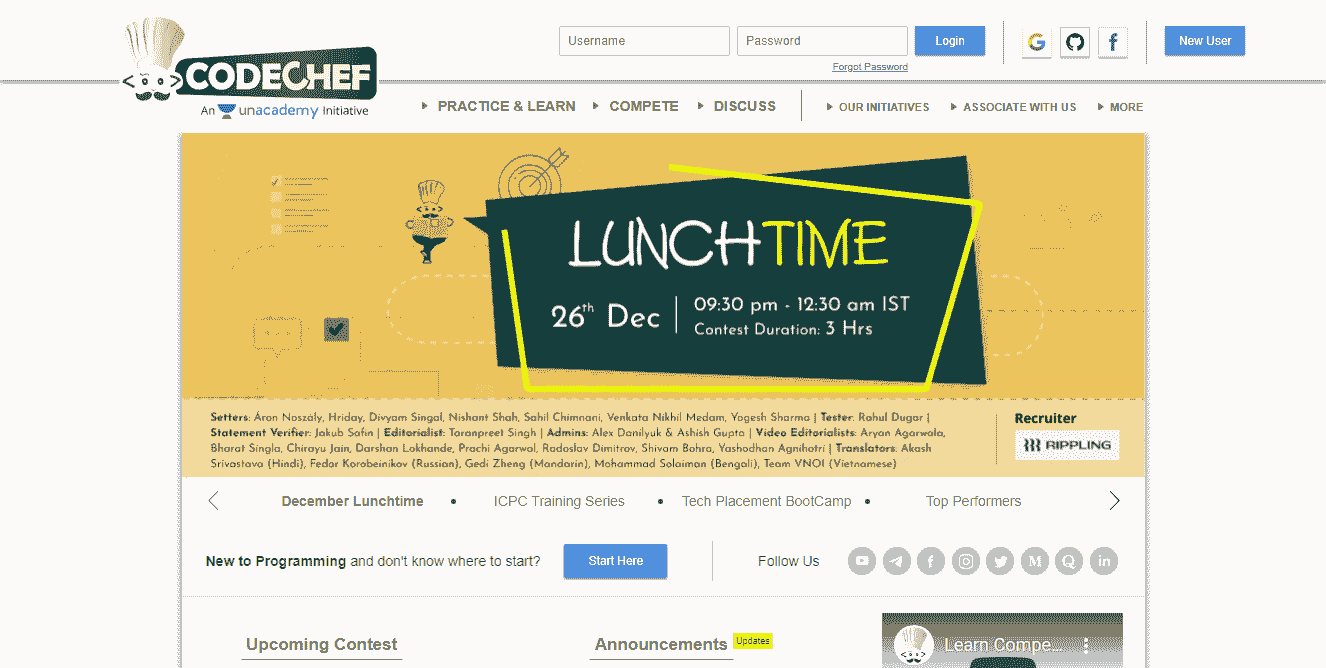 Username
Password
Login
New User
Forgot Password
CODECHEF
An unacademy Initiative
PRACTICE & LEARN
COMPETE
DISCUSS
OUR INITIATIVES
ASSOCIATE WITH US
MORE
LUNCHTIME
26th Dec
09:30 pm - 12:30 am IST
Contest Duration: 3 Hrs
Setters: Áron Noszály, Hriday, Divyam Singal, Nishant Shah, Sahil Chimnani, Venkata Nikhil Medam, Yogesh Sharma | Tester: Rahul Dugar |
Statement Verifier: Jakub Safin | Editorialist: Taranpreet Singh | Admins: Alex Danilyuk & Ashish Gupta | Video Editorialists: Aryan Agarwala,
Bharat Singla, Chirayu Jain, Darshan Lokhande, Prachi Agarwal, Radoslav Dimitrov, Shivam Bohra, Yashodhan Agnihotri | Translators: Akash
Srivastava (Hindi), Fedor Korobeinikov (Russian), Gedi Zheng (Mandarin), Mohammad Solaiman (Bengali), Team VNOI (Vietnamese)
Recruiter
RIPPLING
December Lunchtime
ICPC Training Series
Tech Placement BootCamp
Top Performers
New to Programming and don't know where to start?
Start Here
Follow Us
Upcoming Contest
Announcements
Updates
Learn Compe...